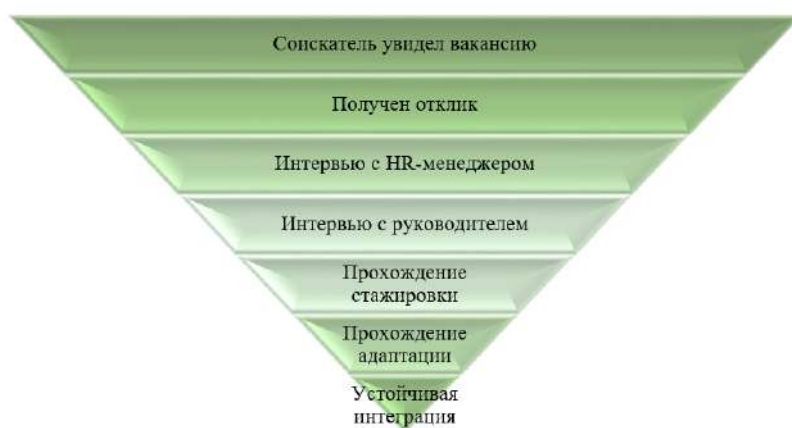 Соискатель увидел вакансию
Получен отклик
Интервью с HR-менеджером
Интервью с руководителем
Прохождение
стажировки
Прохождение
адаптации
Устойчивая
интеграция